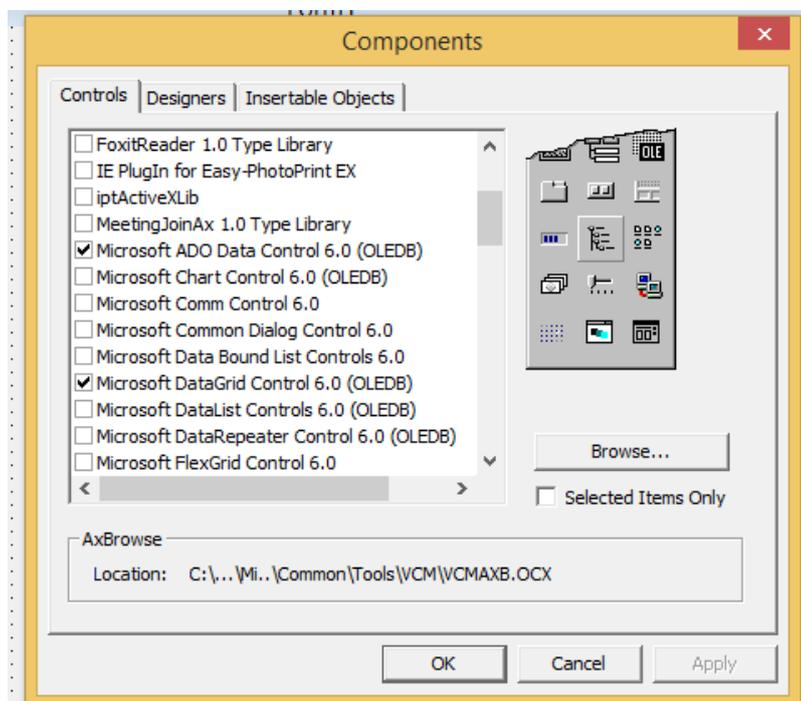 Components
Controls
Designers
Insertable Objects
FoxitReader 1.0 Type Library
IE PlugIn for Easy-PhotoPrint EX
iptActiveXLib
MeetingJoinAx 1.0 Type Library
Microsoft ADO Data Control 6.0 (OLEDB)
Microsoft Chart Control 6.0 (OLEDB)
Microsoft Comm Control 6.0
Microsoft Common Dialog Control 6.0
Microsoft Data Bound List Controls 6.0
Microsoft DataGrid Control 6.0 (OLEDB)
Microsoft DataList Controls 6.0 (OLEDB)
Microsoft DataRepeater Control 6.0 (OLEDB)
Microsoft FlexGrid Control 6.0
OLE
Browse...
Selected Items Only
AxBrowse
Location: C:\...\Mi..\Common\Tools\VCM\VCMAXB.OCX
OK
Cancel
Apply